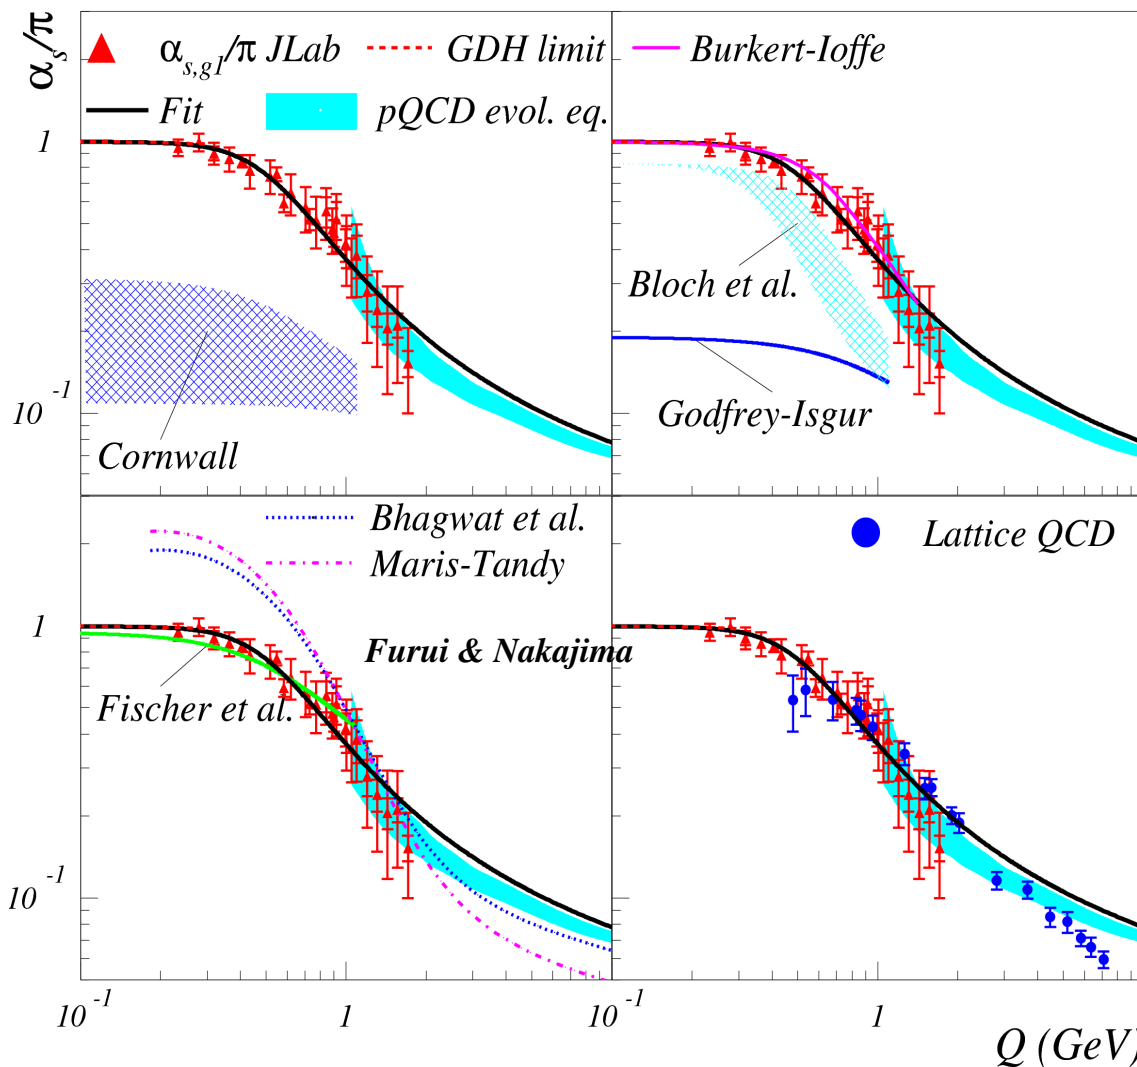 α_s/π
α_{s,g1}/π JLab
GDH limit
Burkert-Ioffe
Fit
pQCD evol. eq.
1
10^-1
Cornwall
Bloch et al.
Godfrey-Isgur
Bhagwat et al.
Maris-Tandy
Lattice QCD
1
Furui & Nakajima
Fischer et al.
10^-1
10^-1 1 10^-1 1
Q (GeV)